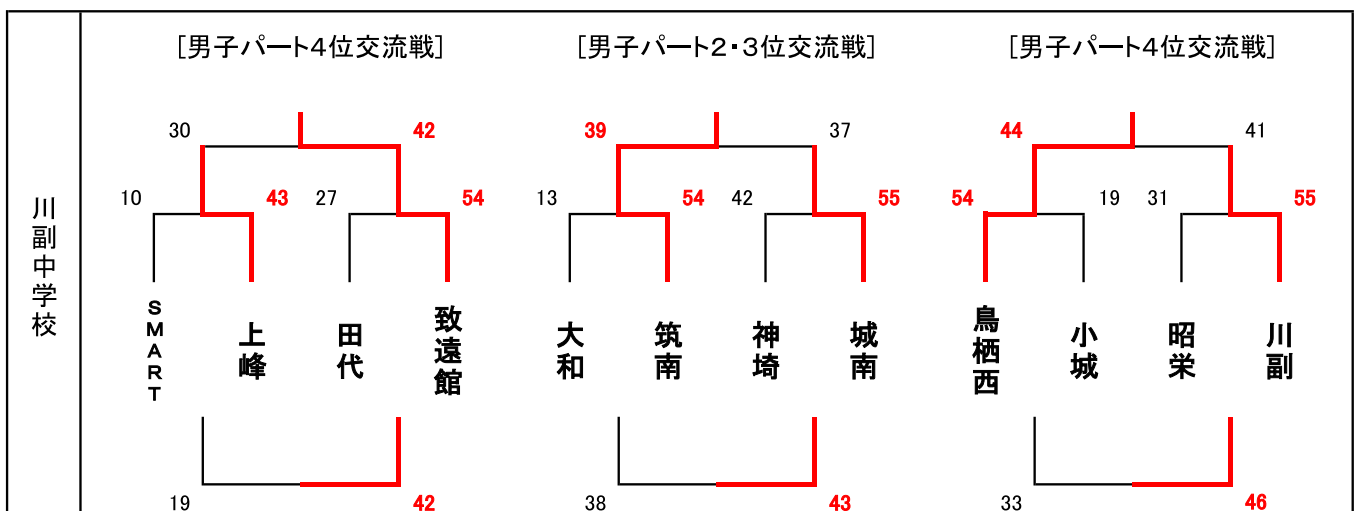 [男子パート4位交流戦] [男子パート2・3位交流戦] [男子パート4位交流戦]
30 42 39 37 44 41
10 43 27 54 13 54 42 55 54 19 31 55
川副中学校
SMART 上峰 田代 致遠館 大和 筑南 神埼 城南 鳥栖西 小城 昭栄 川副
19 42 38 43 33 46